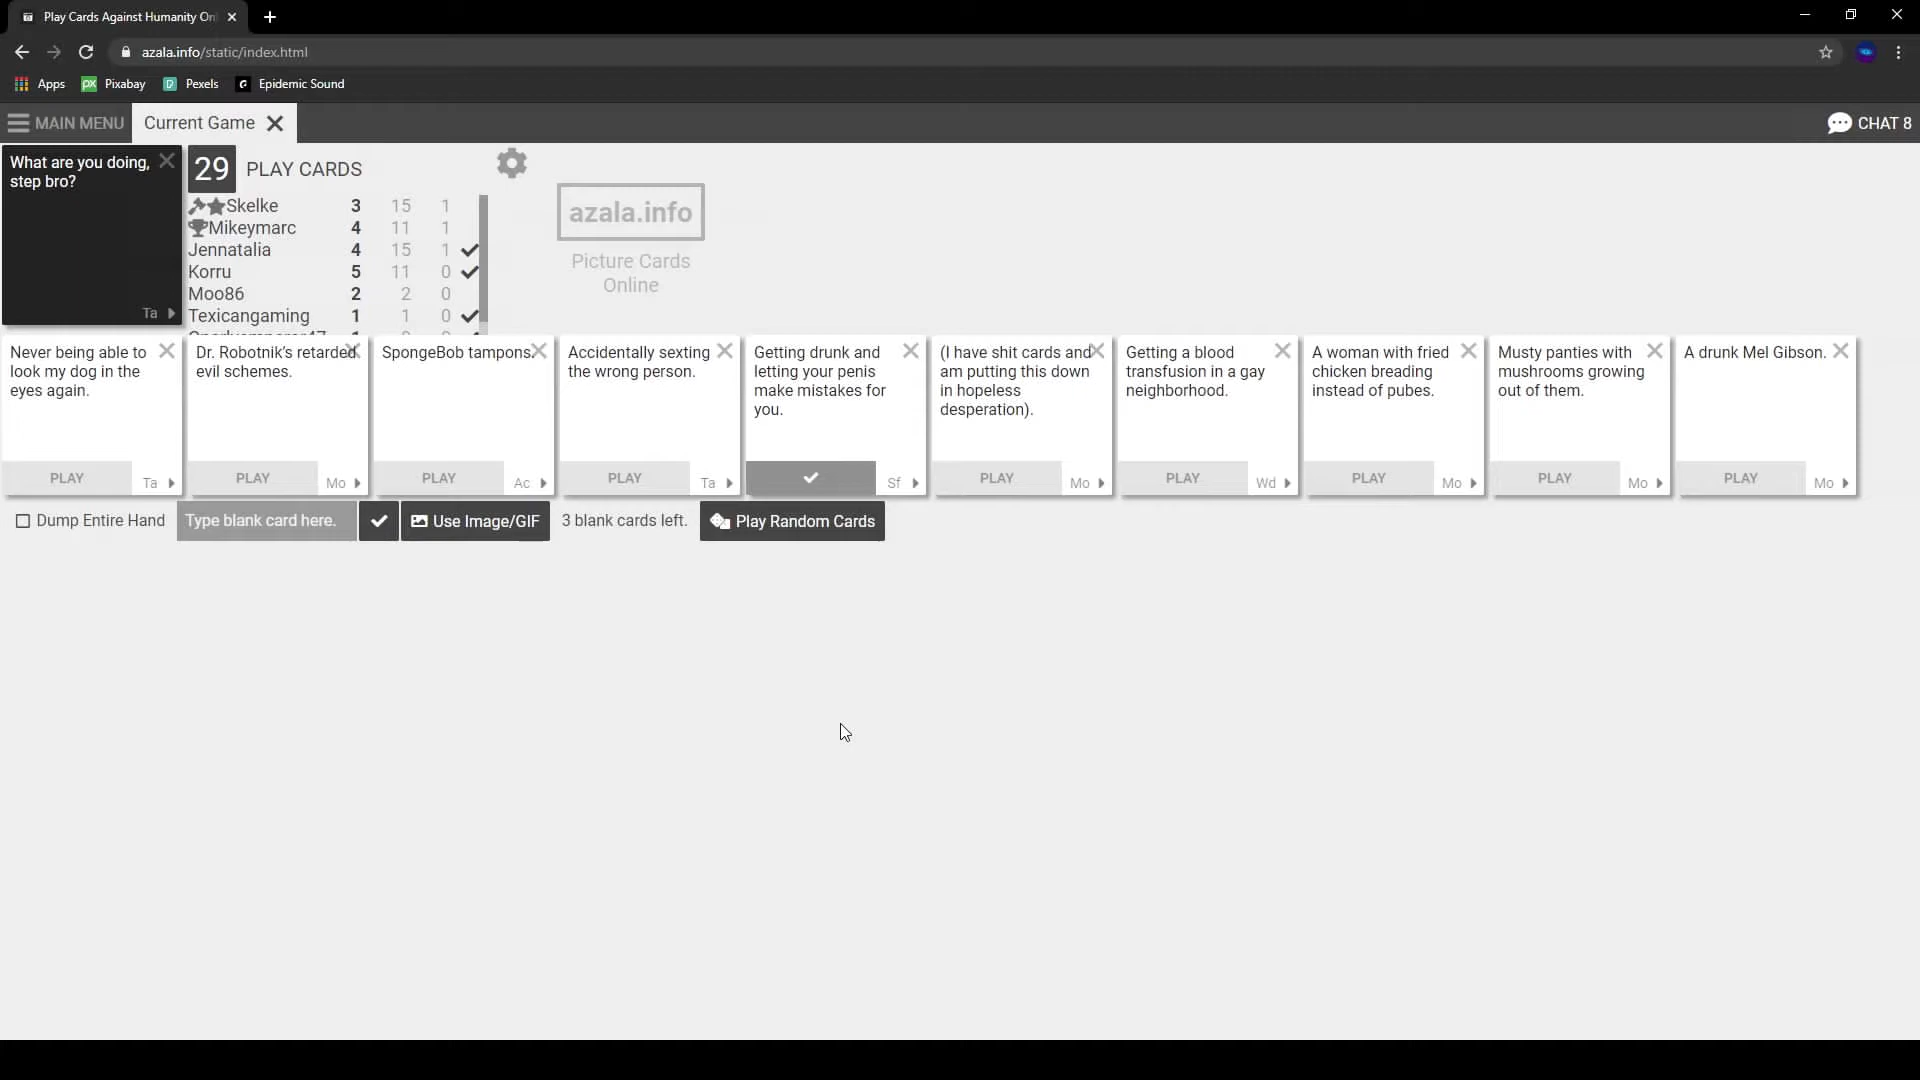 Play Cards Against Humanity On
azala.info/static/index.html
Apps Pixabay Pexels Epidemic Sound
MAIN MENU Current Game CHAT 8
What are you doing,
step bro?
Ta
29 PLAY CARDS
Skelke 3 15 1
Mikeymarc 4 11 1
Jennatalia 4 15 1
Korru 5 11 0
Moo86 2 2 0
Texicangaming 1 1 0
azala.info
Picture Cards
Online
Never being able to
look my dog in the
eyes again.
PLAY Ta
Dr. Robotnik's retarded
evil schemes.
PLAY Mo
SpongeBob tampons.
PLAY Ac
Accidentally sexting
the wrong person.
PLAY Ta
Getting drunk and
letting your penis
make mistakes for
you.
Sf
(I have shit cards and
am putting this down
in hopeless
desperation).
PLAY Mo
Getting a blood
transfusion in a gay
neighborhood.
PLAY Wd
A woman with fried
chicken breading
instead of pubes.
PLAY Mo
Musty panties with
mushrooms growing
out of them.
PLAY Mo
A drunk Mel Gibson.
PLAY Mo
Dump Entire Hand Type blank card here. Use Image/GIF 3 blank cards left. Play Random Cards